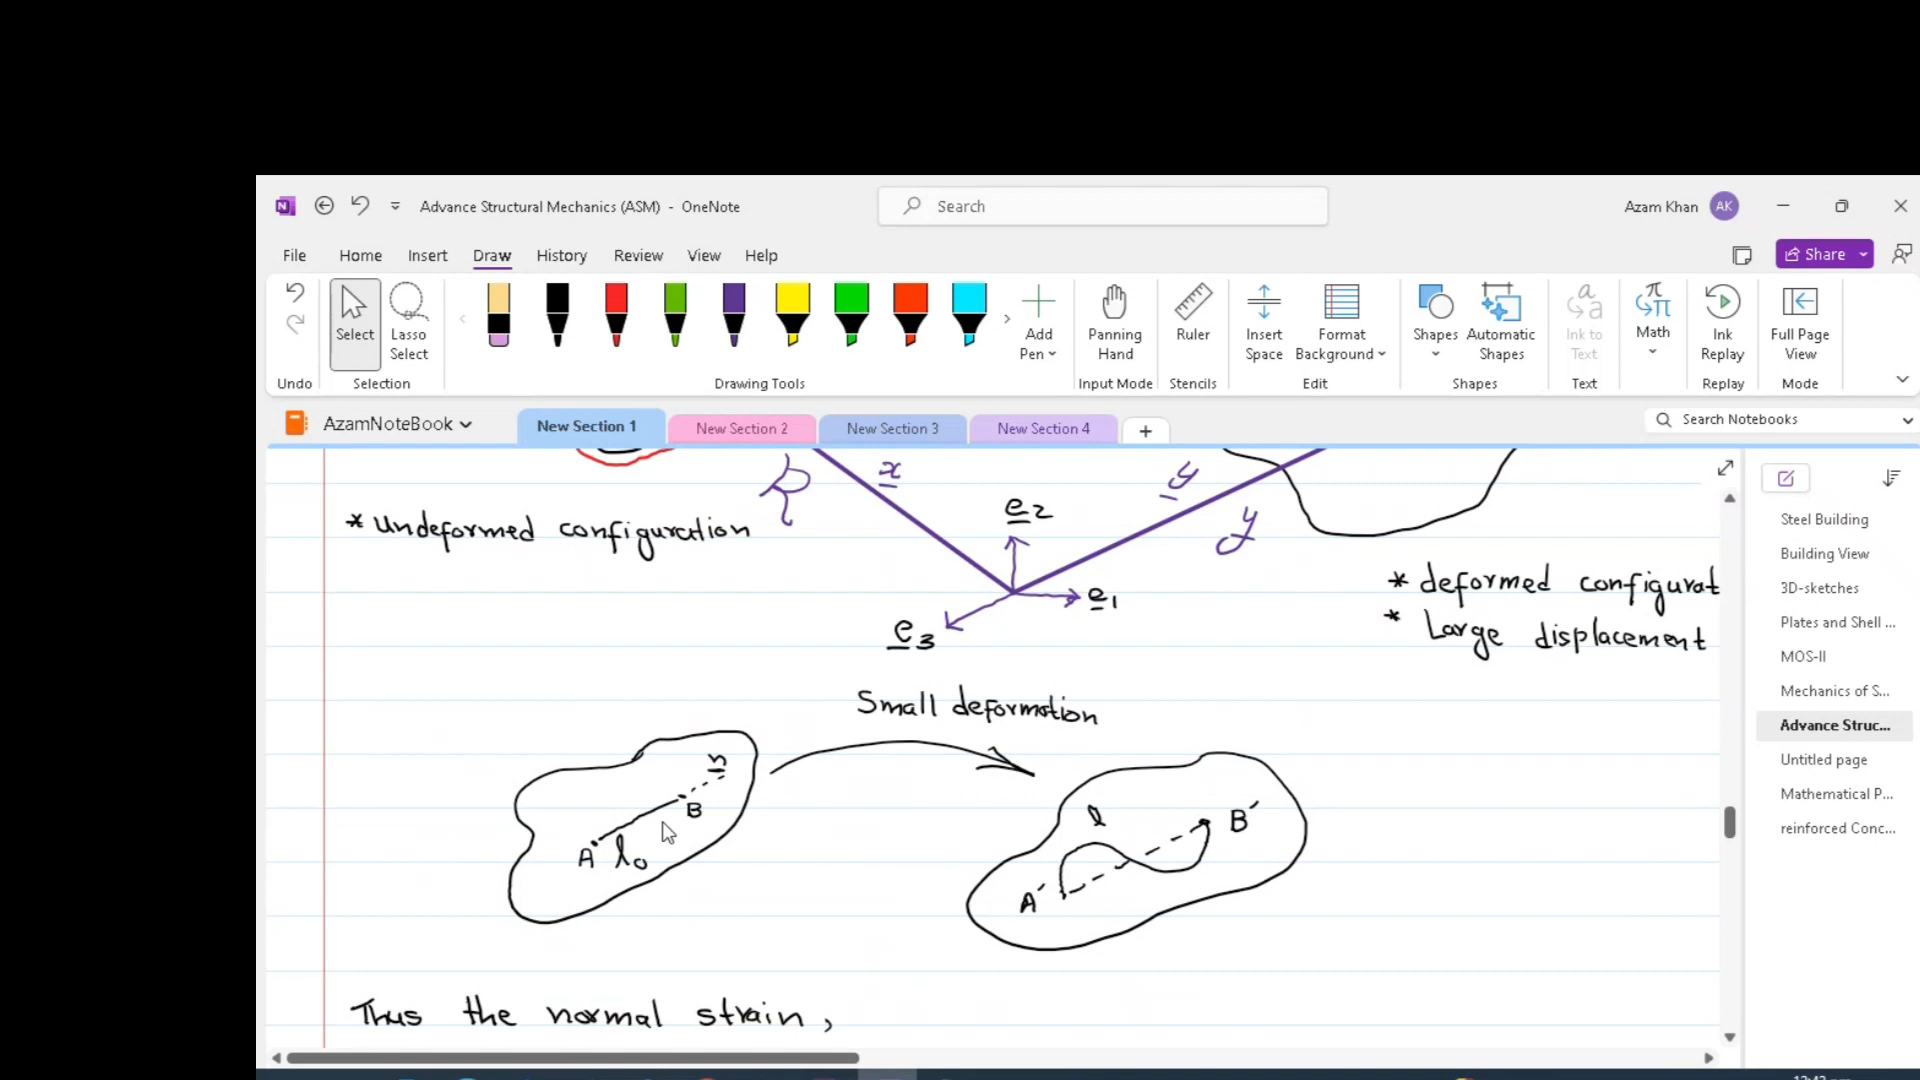 Advance Structural Mechanics (ASM) - OneNote
Search
Azam Khan AK
File Home Insert Draw History Review View Help Share
Undo
Select
Lasso Select
Selection
Drawing Tools
Add Pen
Panning Hand
Input Mode
Ruler
Stencils
Insert Space
Format Background
Edit
Shapes
Automatic Shapes
Shapes
Ink to Text
Text
Math
Ink Replay
Replay
Full Page View
Mode
AzamNoteBook
New Section 1
New Section 2
New Section 3
New Section 4
+
Search Notebooks
x
y
y
e2
e1
e3
* Undeformed configuration
* deformed configurat
* Large displacement
Small deformation
n
B
A
l0
l
B'
A'
Thus the normal strain,
Steel Building
Building View
3D-sketches
Plates and Shell ...
MOS-II
Mechanics of S...
Advance Struc...
Untitled page
Mathematical P...
reinforced Conc...